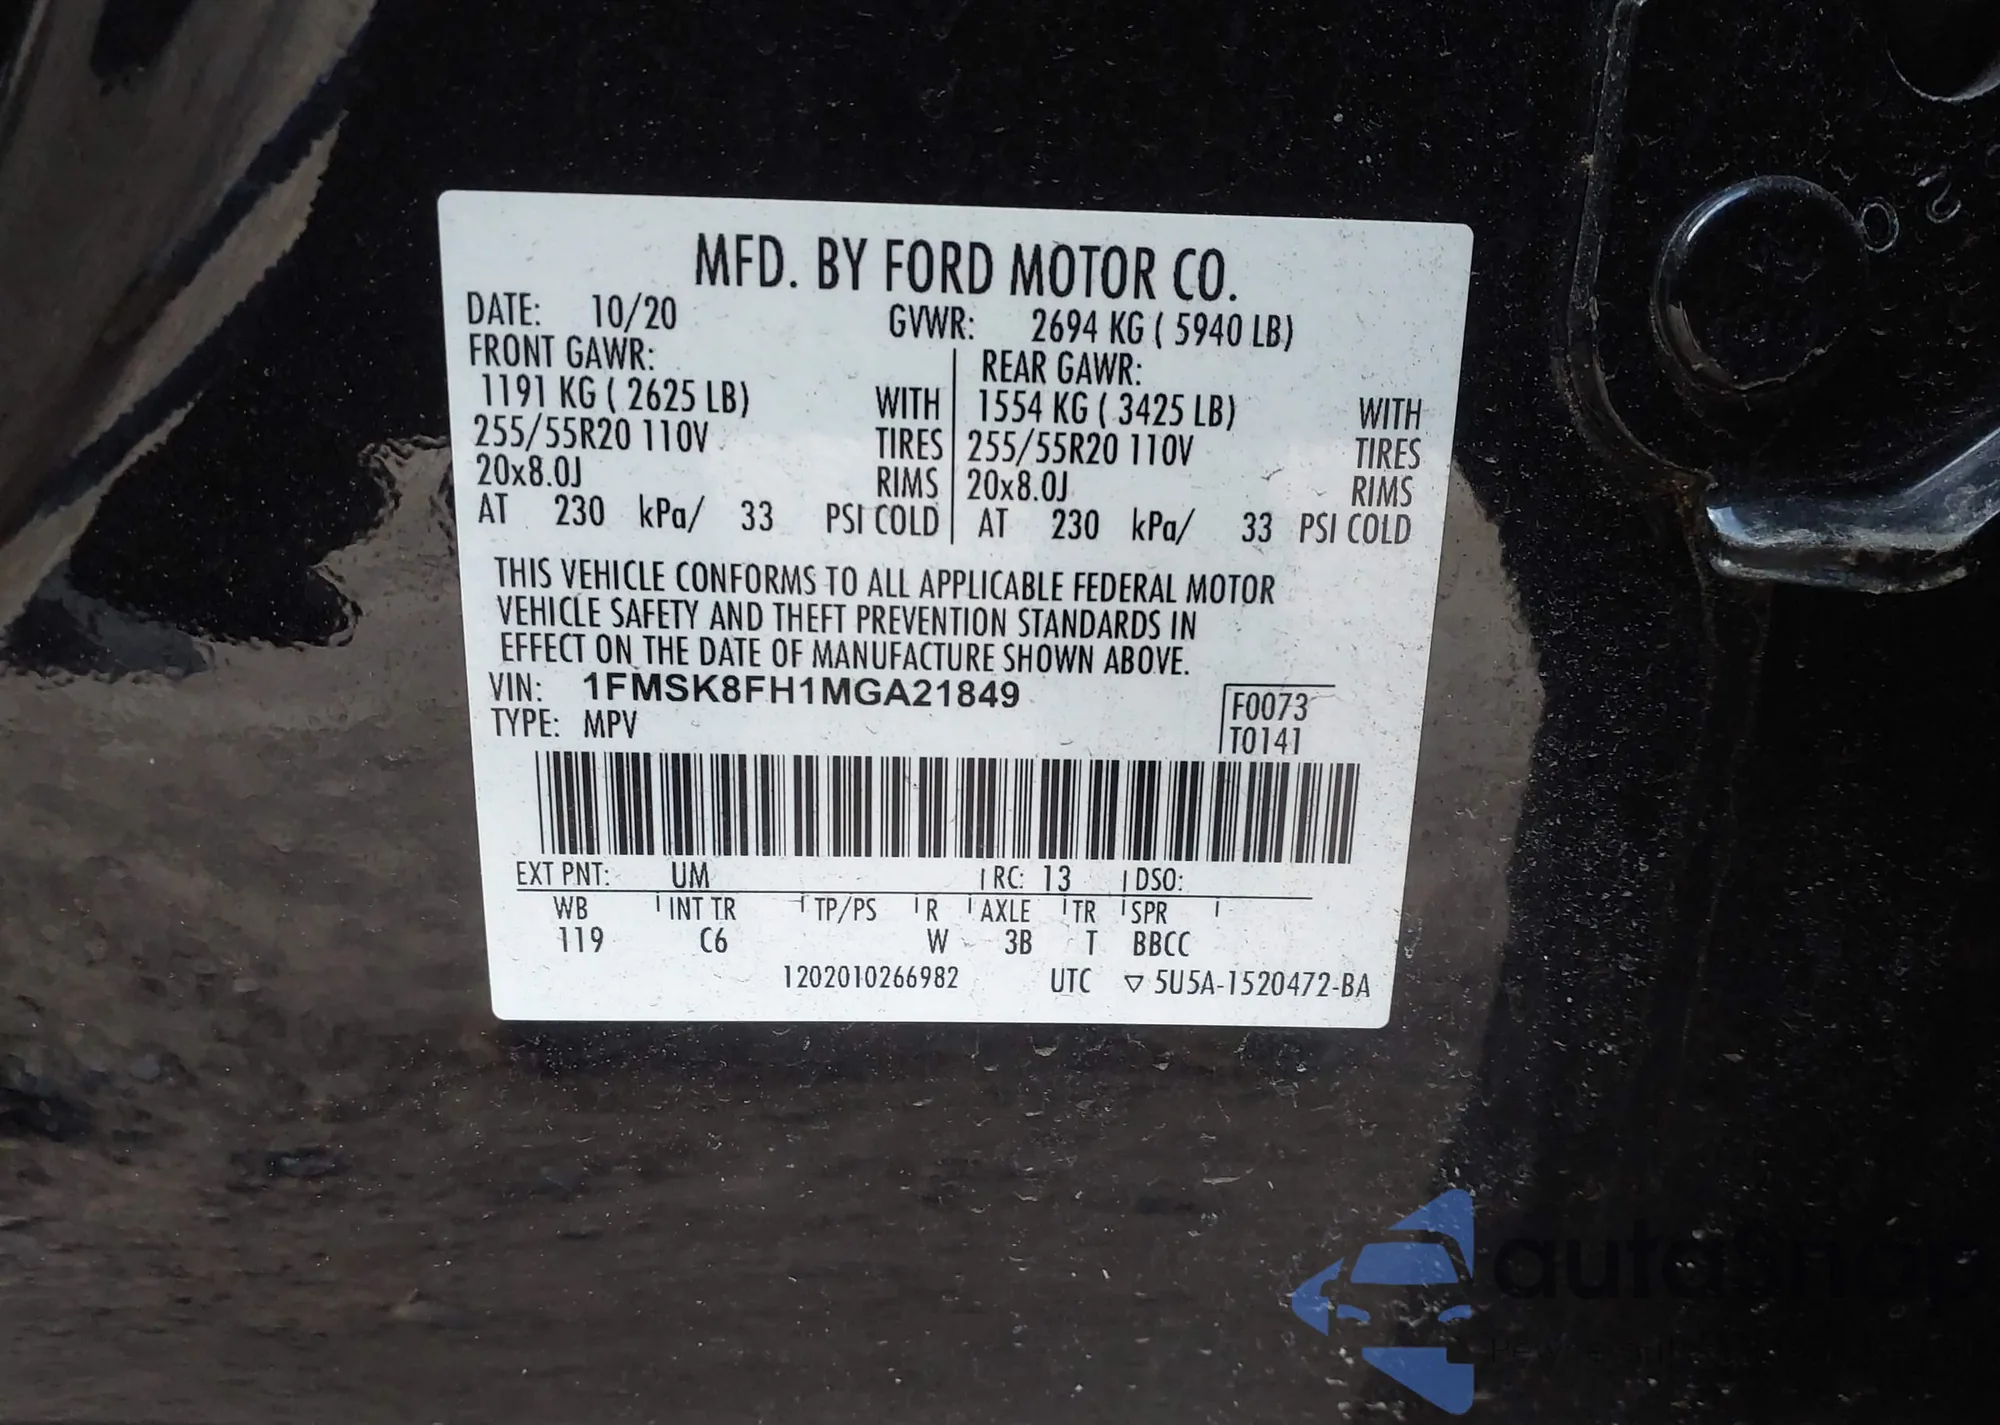 MFD. BY FORD MOTOR CO.
DATE: 10/20 GVWR: 2694 KG ( 5940 LB)
FRONT GAWR: REAR GAWR:
1191 KG ( 2625 LB) WITH 1554 KG ( 3425 LB) WITH
255/55R20 110V TIRES 255/55R20 110V TIRES
20x8.0J RIMS 20x8.0J RIMS
AT 230 kPa/ 33 PSI COLD AT 230 kPa/ 33 PSI COLD
THIS VEHICLE CONFORMS TO ALL APPLICABLE FEDERAL MOTOR
VEHICLE SAFETY AND THEFT PREVENTION STANDARDS IN
EFFECT ON THE DATE OF MANUFACTURE SHOWN ABOVE.
VIN: 1FMSK8FH1MGA21849
F0073
TYPE: MPV
T0141
EXT PNT: UM RC: 13 DSO:
WB INT TR TP/PS R AXLE TR SPR
119 C6 W 3B T BBCC
1202010266982 UTC ▽ 5U5A-1520472-BA